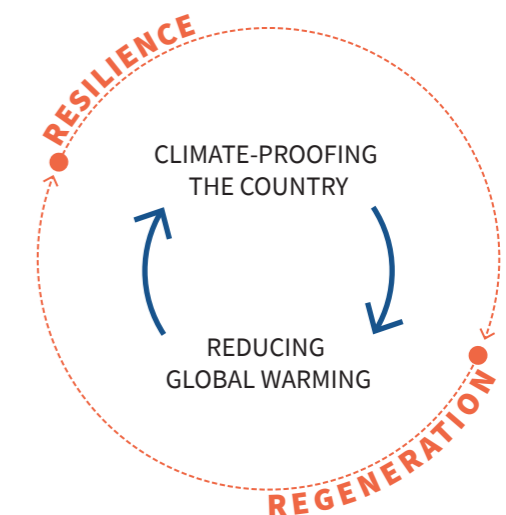 RESILIENCE
CLIMATE-PROOFING
THE COUNTRY
REDUCING
GLOBAL WARMING
REGENERATION